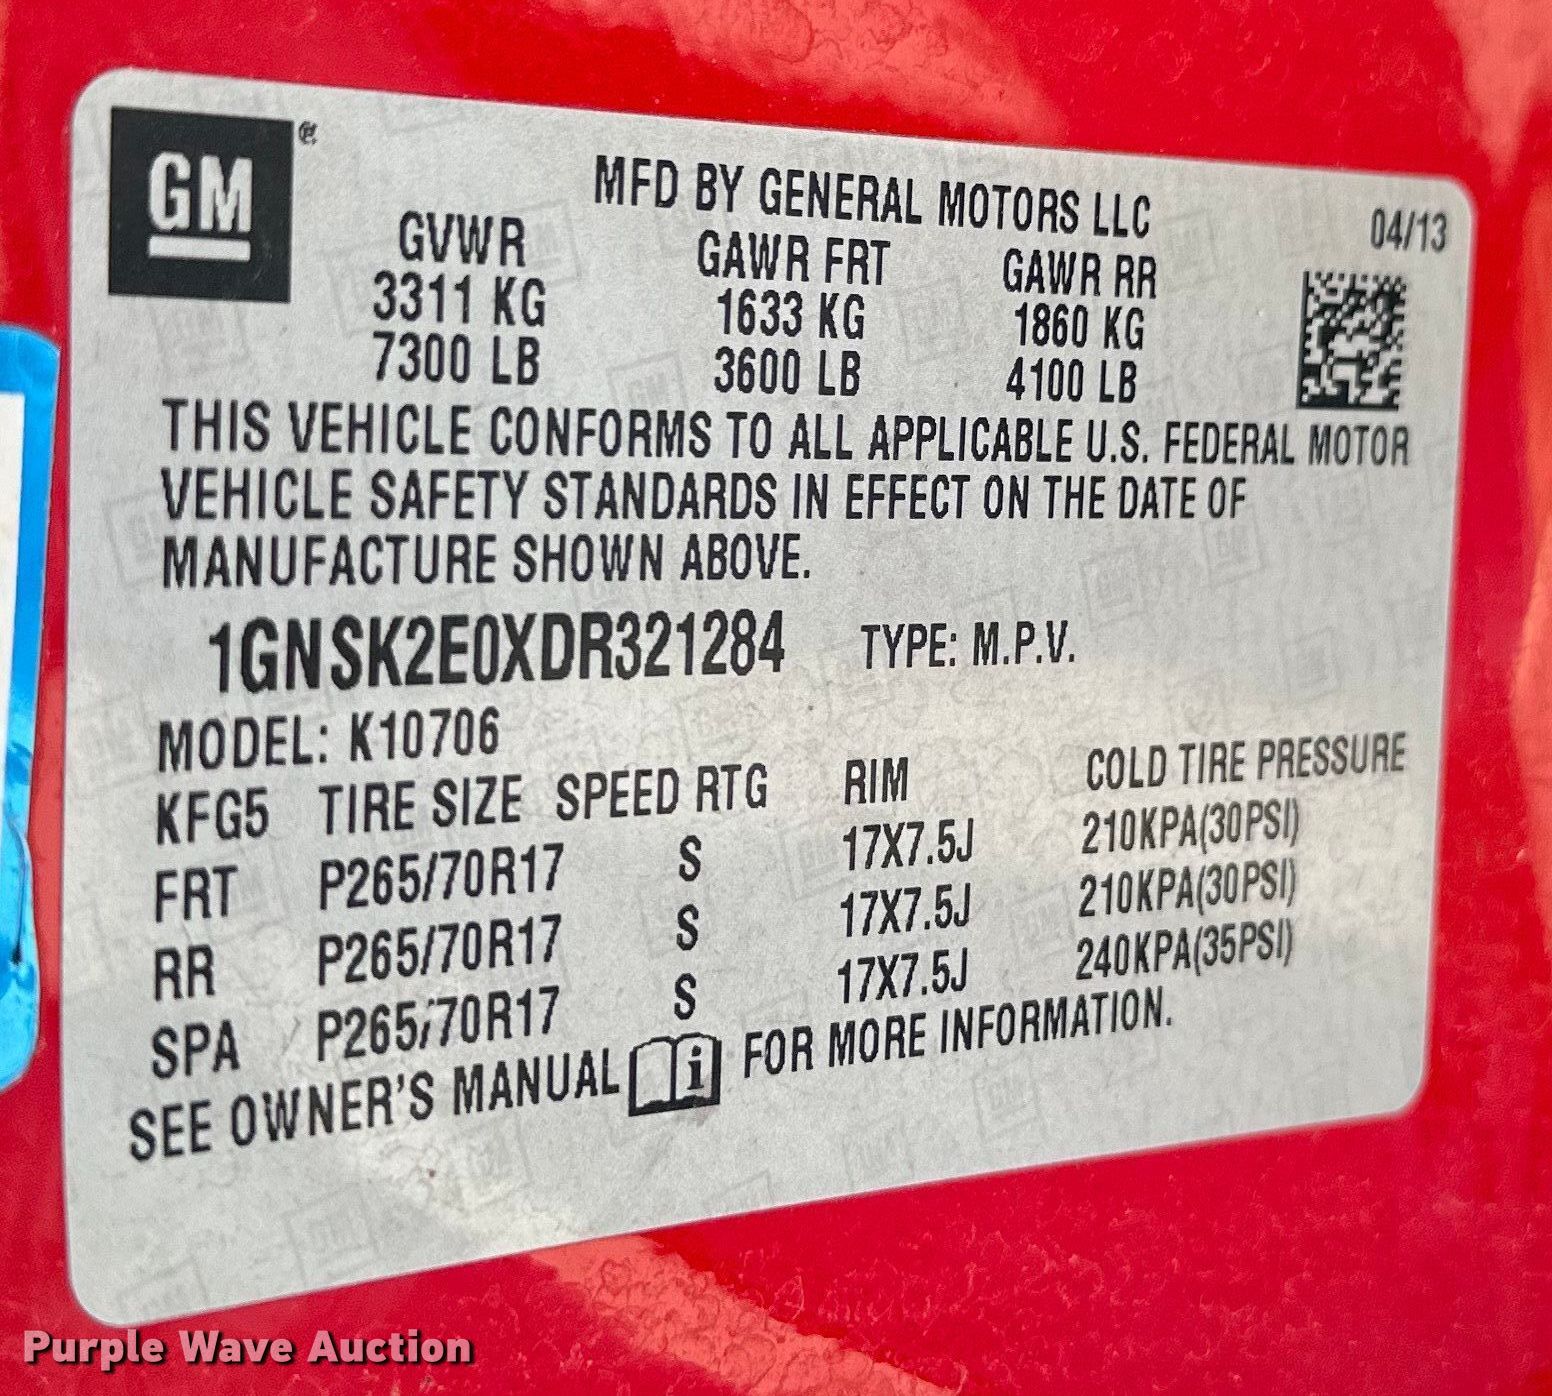 GM
MFD BY GENERAL MOTORS LLC
04/13
GVWR GAWR FRT GAWR RR
3311 KG 1633 KG 1860 KG
7300 LB 3600 LB 4100 LB
THIS VEHICLE CONFORMS TO ALL APPLICABLE U.S. FEDERAL MOTOR
VEHICLE SAFETY STANDARDS IN EFFECT ON THE DATE OF
MANUFACTURE SHOWN ABOVE.
1GNSK2E0XDR321284 TYPE: M.P.V.
MODEL: K10706
KFG5 TIRE SIZE SPEED RTG RIM COLD TIRE PRESSURE
FRT P265/70R17 S 17X7.5J 210KPA(30PSI)
RR P265/70R17 S 17X7.5J 210KPA(30PSI)
SPA P265/70R17 S 17X7.5J 240KPA(35PSI)
SEE OWNER'S MANUAL i FOR MORE INFORMATION.
Purple Wave Auction